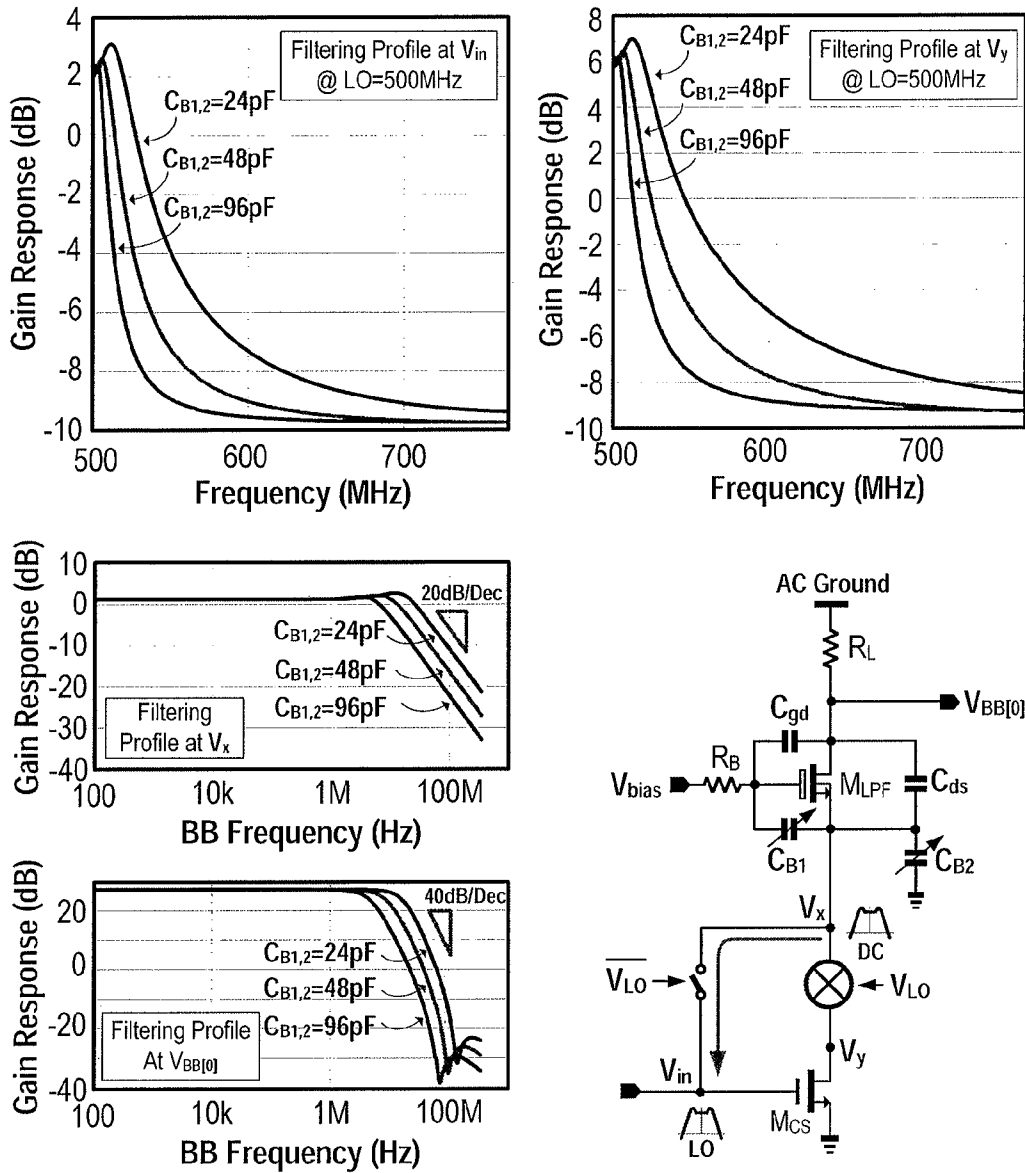 Gain Response (dB)
4
2
0
-2
-4
-6
-8
-10
Filtering Profile at Vin
@ LO=500MHz
CB1,2=24pF
CB1,2=48pF
CB1,2=96pF
500
600
700
Frequency (MHz)
Gain Response (dB)
8
6
4
2
0
-2
-4
-6
-8
-10
CB1,2=24pF
CB1,2=48pF
CB1,2=96pF
Filtering Profile at Vy
@ LO=500MHz
500
600
700
Frequency (MHz)
Gain Response (dB)
10
0
-10
-20
-30
-40
20dB/Dec
CB1,2=24pF
CB1,2=48pF
CB1,2=96pF
Filtering
Profile at Vx
100
10k
1M
100M
BB Frequency (Hz)
Gain Response (dB)
20
0
-20
-40
40dB/Dec
CB1,2=24pF
CB1,2=48pF
CB1,2=96pF
Filtering Profile
At VBB[0]
100
10k
1M
100M
BB Frequency (Hz)
AC Ground
RL
VBB[0]
Cgd
RB
Vbias
MLPF
Cds
CB1
CB2
Vx
DC
VLO
VLO
Vy
Vin
MCS
LO